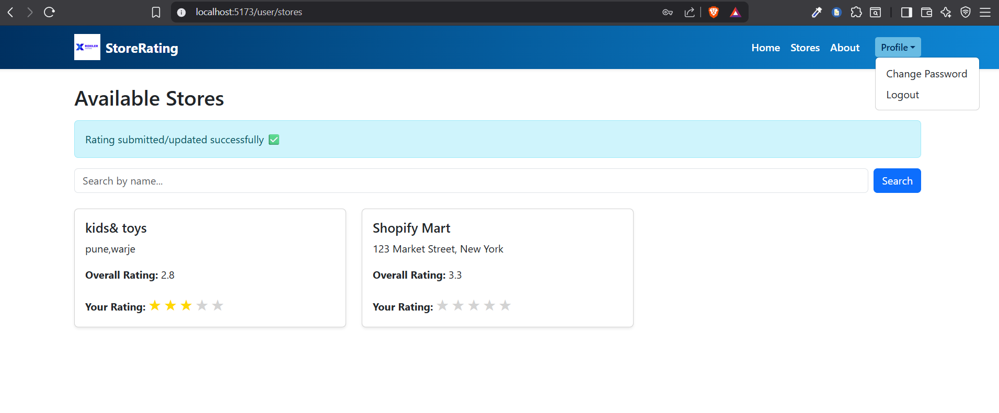 localhost:5173/user/stores
ROXILER
StoreRating
Home Stores About Profile
Change Password
Logout
Available Stores
Rating submitted/updated successfully ✅
Search by name...
Search
kids& toys
pune,warje
Overall Rating: 2.8
Your Rating: ★ ★ ★ ★ ★
Shopify Mart
123 Market Street, New York
Overall Rating: 3.3
Your Rating: ★ ★ ★ ★ ★